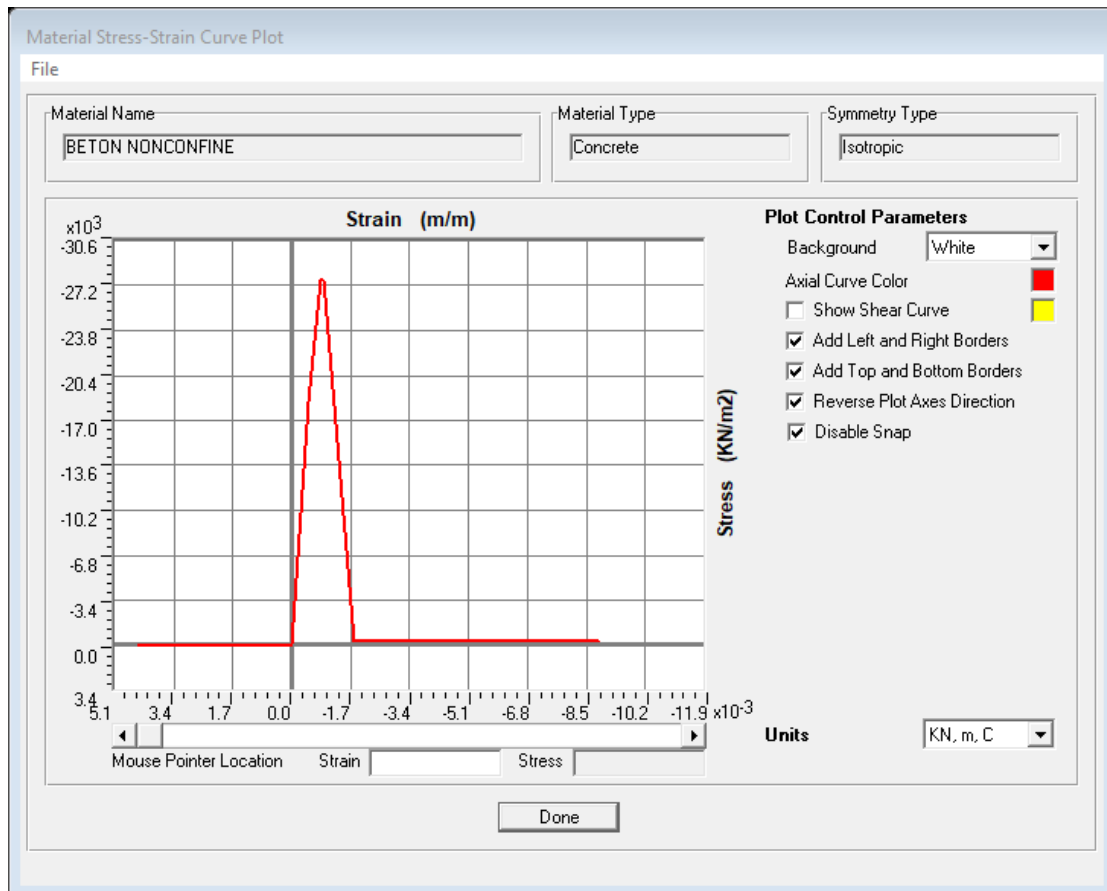 Material Stress-Strain Curve Plot
File
Material Name
BETON NONCONFINE
Material Type
Concrete
Symmetry Type
Isotropic
Strain (m/m)
x10 3
-30.6
-27.2
-23.8
-20.4
-17.0
-13.6
-10.2
-6.8
-3.4
0.0
3.4
5.1 3.4 1.7 0.0 -1.7 -3.4 -5.1 -6.8 -8.5 -10.2 -11.9 x10 -3
Stress (KN/m2)
Mouse Pointer Location Strain Stress
Plot Control Parameters
Background White
Axial Curve Color
Show Shear Curve
Add Left and Right Borders
Add Top and Bottom Borders
Reverse Plot Axes Direction
Disable Snap
Units KN, m, C
Done